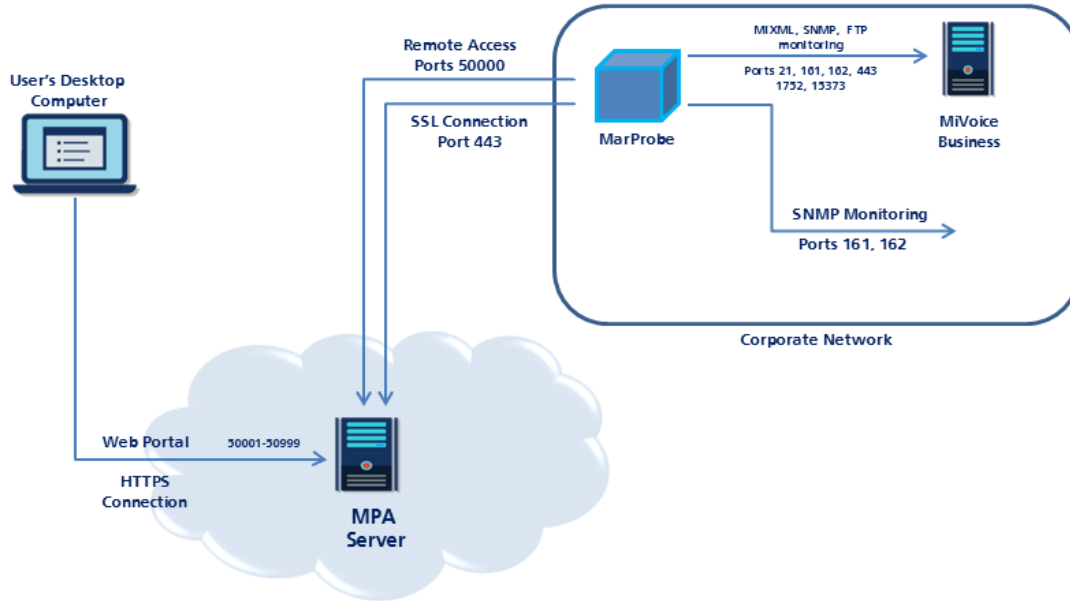 User's Desktop
Computer
Remote Access
Ports 50000
SSL Connection
Port 443
MarProbe
MIXML, SNMP, FTP
monitoring
Ports 21, 161, 162, 443
1752, 15373
MiVoice
Business
SNMP Monitoring
Ports 161, 162
Corporate Network
Web Portal
50001-50999
HTTPS
Connection
MPA
Server